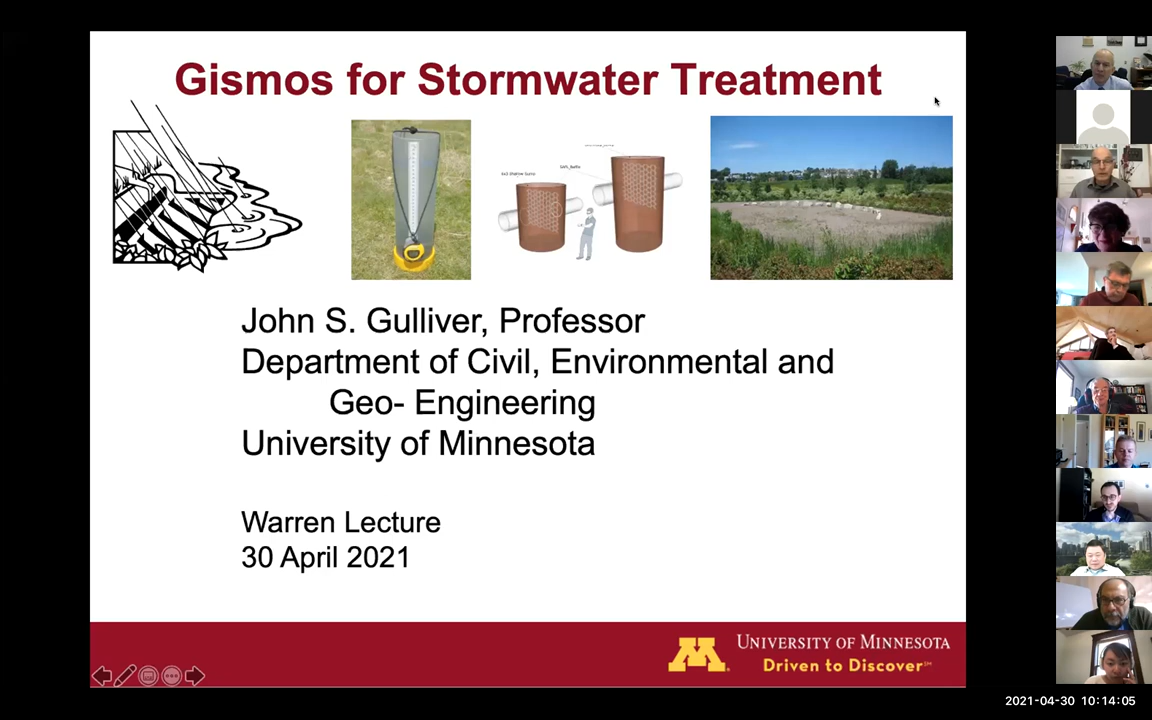 Gismos for Stormwater Treatment
John S. Gulliver, Professor
Department of Civil, Environmental and
Geo- Engineering
University of Minnesota
Warren Lecture
30 April 2021
M
UNIVERSITY OF MINNESOTA
Driven to Discover℠
2021-04-30 10:14:05